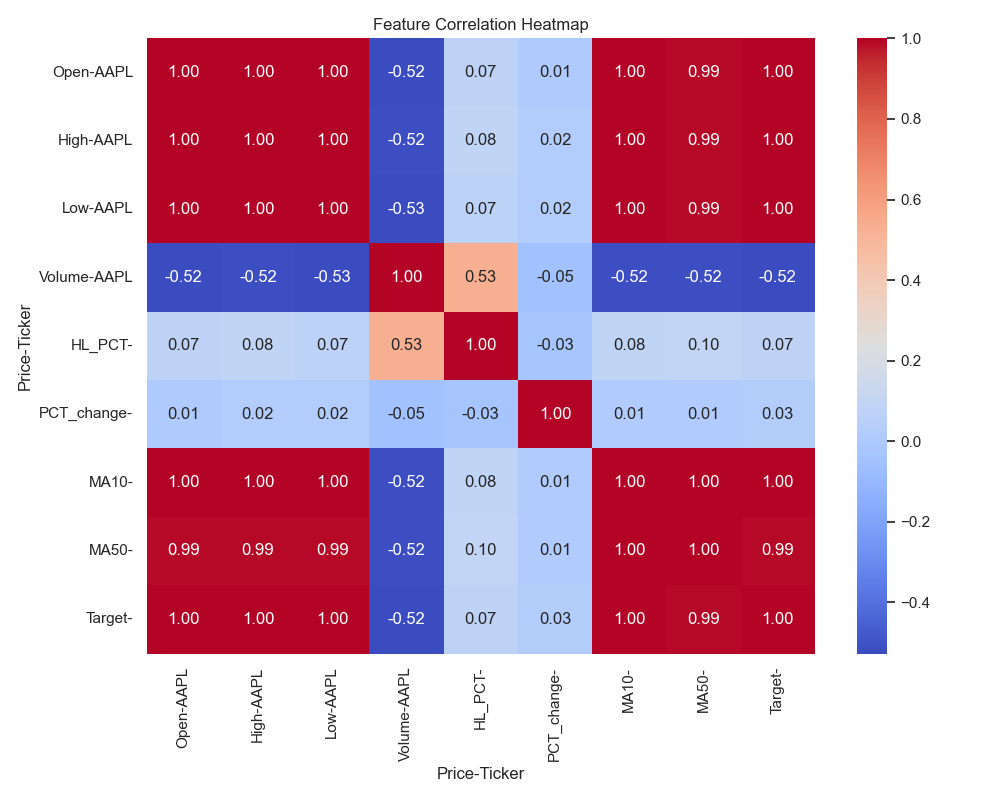 Feature Correlation Heatmap
Open-AAPL 1.00 1.00 1.00 -0.52 0.07 0.01 1.00 0.99 1.00
High-AAPL 1.00 1.00 1.00 -0.52 0.08 0.02 1.00 0.99 1.00
Low-AAPL 1.00 1.00 1.00 -0.53 0.07 0.02 1.00 0.99 1.00
Volume-AAPL -0.52 -0.52 -0.53 1.00 0.53 -0.05 -0.52 -0.52 -0.52
HL_PCT- 0.07 0.08 0.07 0.53 1.00 -0.03 0.08 0.10 0.07
PCT_change- 0.01 0.02 0.02 -0.05 -0.03 1.00 0.01 0.01 0.03
MA10- 1.00 1.00 1.00 -0.52 0.08 0.01 1.00 1.00 1.00
MA50- 0.99 0.99 0.99 -0.52 0.10 0.01 1.00 1.00 0.99
Target- 1.00 1.00 1.00 -0.52 0.07 0.03 1.00 0.99 1.00
Price-Ticker
Open-AAPL
High-AAPL
Low-AAPL
Volume-AAPL
HL_PCT-
PCT_change-
MA10-
MA50-
Target-
Price-Ticker
1.0
0.8
0.6
0.4
0.2
0.0
−0.2
−0.4